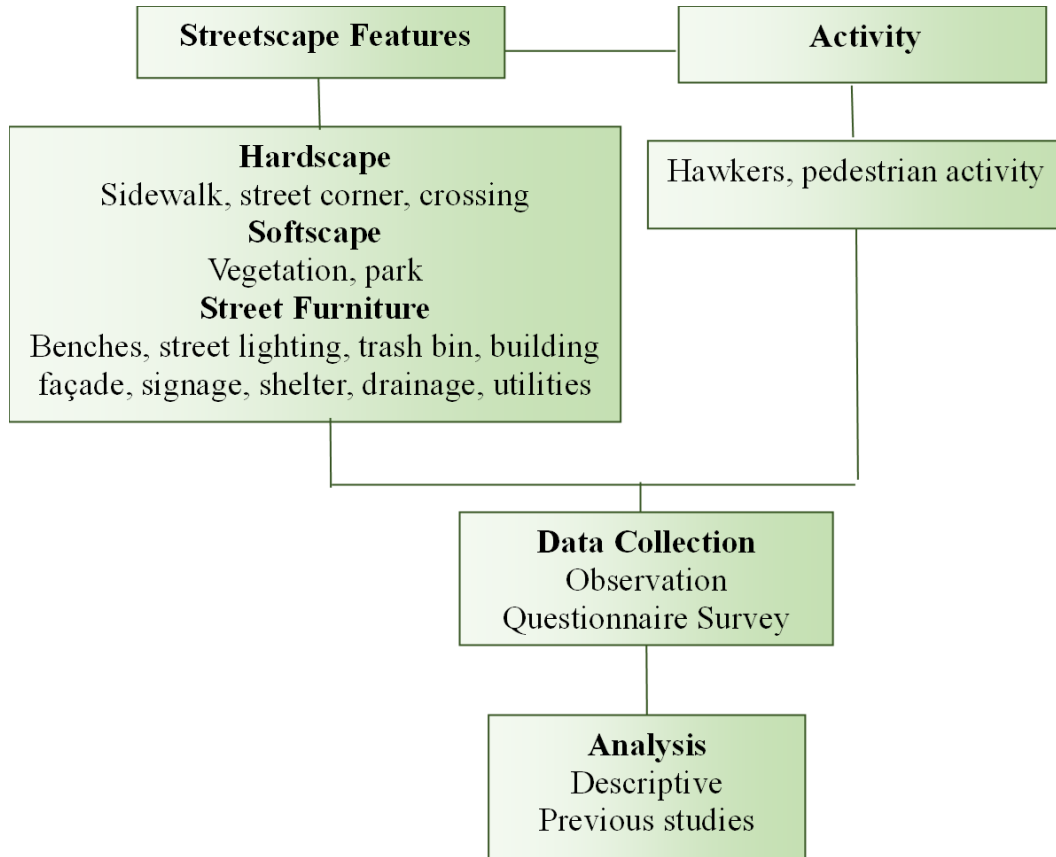 Streetscape Features
Activity
Hardscape
Sidewalk, street corner, crossing
Softscape
Vegetation, park
Street Furniture
Benches, street lighting, trash bin, building
façade, signage, shelter, drainage, utilities
Hawkers, pedestrian activity
Data Collection
Observation
Questionnaire Survey
Analysis
Descriptive
Previous studies